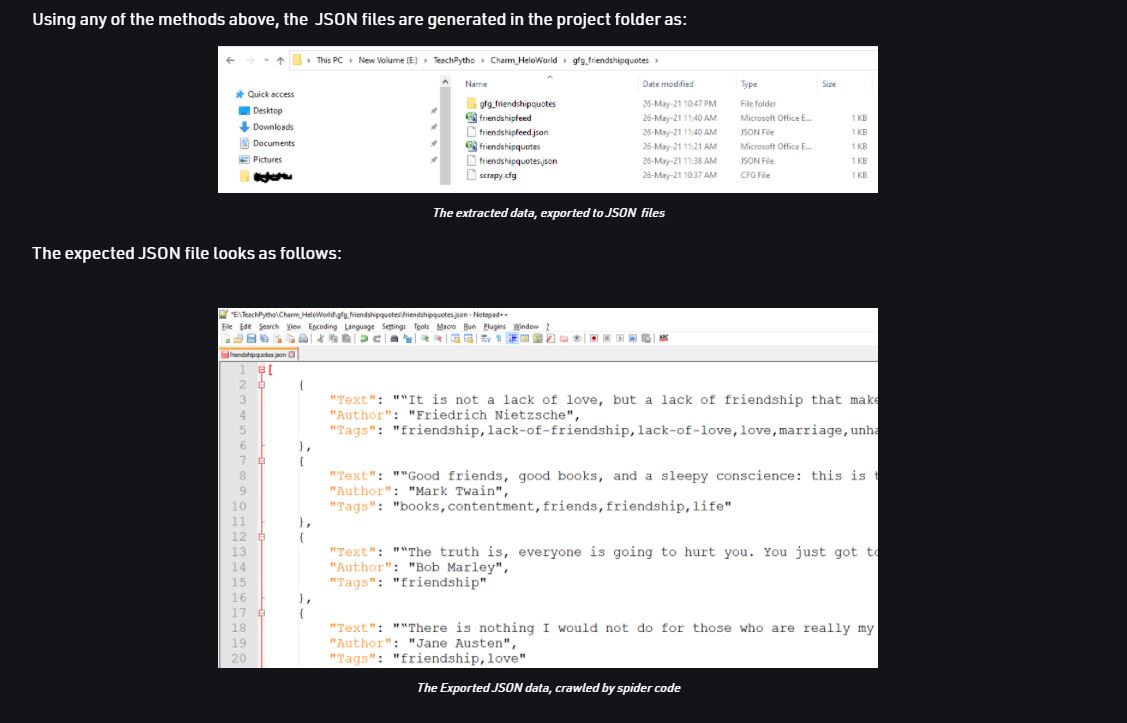 Using any of the methods above, the JSON files are generated in the project folder as:
This PC > New Volume (E:) > TeachPytho > Charm_HeloWorld > gfg_friendshipquotes >
Name Date modified Type Size
Quick access
Desktop
Downloads
Documents
Pictures
gfg_friendshipquotes 26-May-21 10:47 PM File folder
friendshipfeed 26-May-21 11:40 AM Microsoft Office E... 1 KB
friendshipfeed.json 26-May-21 11:40 AM JSON File 1 KB
friendshipquotes 26-May-21 11:21 AM Microsoft Office E... 1 KB
friendshipquotes.json 26-May-21 11:38 AM JSON File 1 KB
scrapy.cfg 26-May-21 10:37 AM CFG File 1 KB
The extracted data, exported to JSON files
The expected JSON file looks as follows:
*E:\TeachPytho\Charm_HeloWorld\gfg_friendshipquotes\friendshipquotes.json - Notepad++
File Edit Search View Encoding Language Settings Tools Macro Run Plugins Window ?
friendshipquotes.json
1 [
2 {
3 "Text": "“It is not a lack of love, but a lack of friendship that make
4 "Author": "Friedrich Nietzsche",
5 "Tags": "friendship,lack-of-friendship,lack-of-love,love,marriage,unha
6 },
7 {
8 "Text": "“Good friends, good books, and a sleepy conscience: this is t
9 "Author": "Mark Twain",
10 "Tags": "books,contentment,friends,friendship,life"
11 },
12 {
13 "Text": "“The truth is, everyone is going to hurt you. You just got to
14 "Author": "Bob Marley",
15 "Tags": "friendship"
16 },
17 {
18 "Text": "“There is nothing I would not do for those who are really my
19 "Author": "Jane Austen",
20 "Tags": "friendship,love"
The Exported JSON data, crawled by spider code